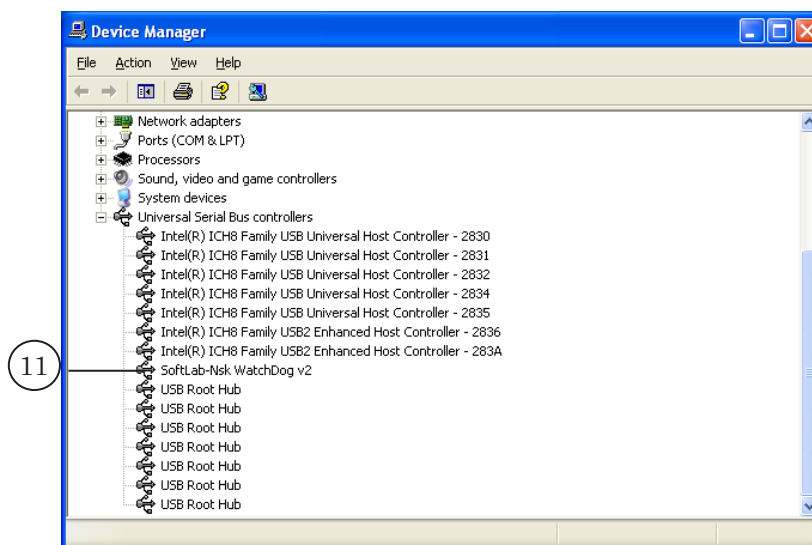 Device Manager
File Action View Help
Network adapters
Ports (COM & LPT)
Processors
Sound, video and game controllers
System devices
Universal Serial Bus controllers
Intel(R) ICH8 Family USB Universal Host Controller - 2830
Intel(R) ICH8 Family USB Universal Host Controller - 2831
Intel(R) ICH8 Family USB Universal Host Controller - 2832
Intel(R) ICH8 Family USB Universal Host Controller - 2834
Intel(R) ICH8 Family USB Universal Host Controller - 2835
Intel(R) ICH8 Family USB2 Enhanced Host Controller - 2836
Intel(R) ICH8 Family USB2 Enhanced Host Controller - 283A
11 SoftLab-Nsk WatchDog v2
USB Root Hub
USB Root Hub
USB Root Hub
USB Root Hub
USB Root Hub
USB Root Hub
USB Root Hub